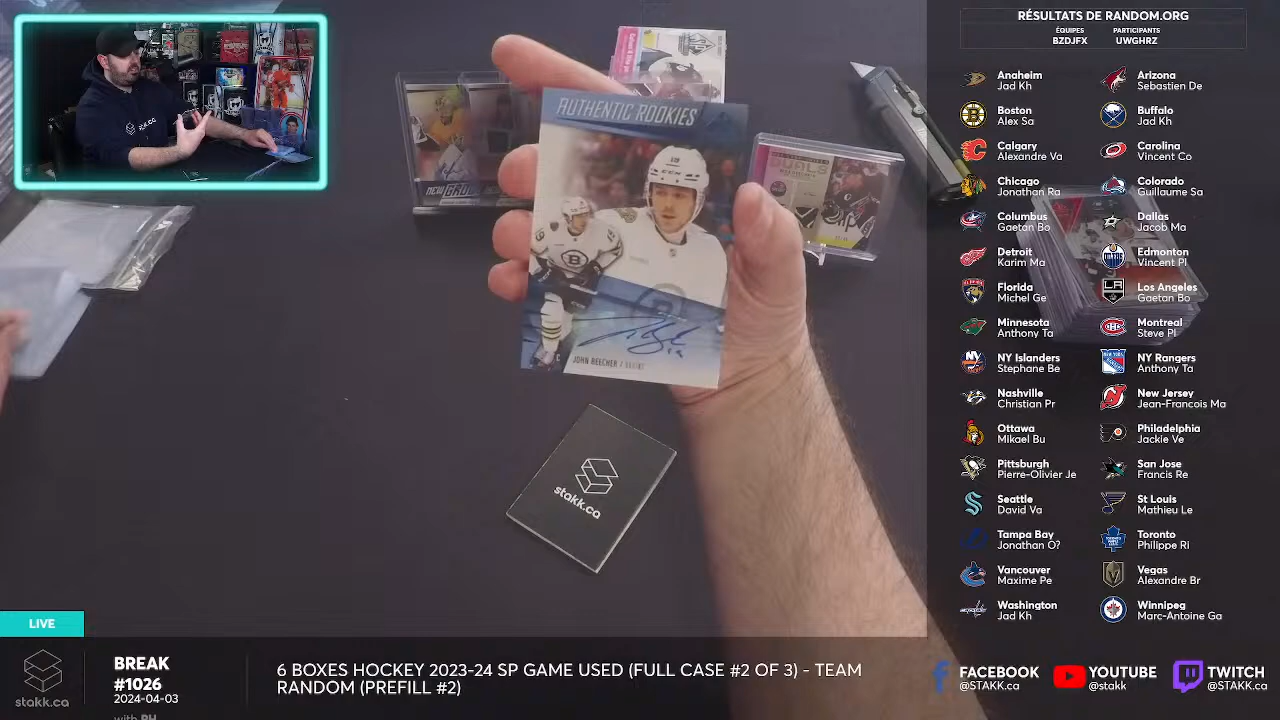 RÉSULTATS DE RANDOM.ORG
ÉQUIPES PARTICIPANTS
BZDJFX UWGHRZ
Anaheim Arizona
Jad Kh Sebastien De
Boston Buffalo
Alex Sa Jad Kh
Calgary Carolina
Alexandre Va Vincent Co
Chicago Colorado
Jonathan Ra Guillaume Sa
Columbus Dallas
Gaetan Bo Jacob Ma
Detroit Edmonton
Karim Ma Vincent Pl
Florida Los Angeles
Michel Ge Gaetan Bo
Minnesota Montreal
Anthony Ta Steve Pi
NY Islanders NY Rangers
Stephane Be Anthony Ta
Nashville New Jersey
Christian Pr Jean-Francois Ma
Ottawa Philadelphia
Mikael Bu Jackie Ve
Pittsburgh San Jose
Pierre-Olivier Je Francis Re
Seattle St Louis
David Va Mathieu Le
Tampa Bay Toronto
Jonathan O? Philippe Ri
Vancouver Vegas
Maxime Pe Alexandre Br
Washington Winnipeg
Jad Kh Marc-Antoine Ga
AUTHENTIC ROOKIES
19
JOHN BEECHER
DUALS
stakk.ca
LIVE
stakk.ca
BREAK
#1026
2024-04-03
with PH
6 BOXES HOCKEY 2023-24 SP GAME USED (FULL CASE #2 OF 3) - TEAM
RANDOM (PREFILL #2)
FACEBOOK
@STAKK.ca
YOUTUBE
@stakk
TWITCH
@STAKK.ca